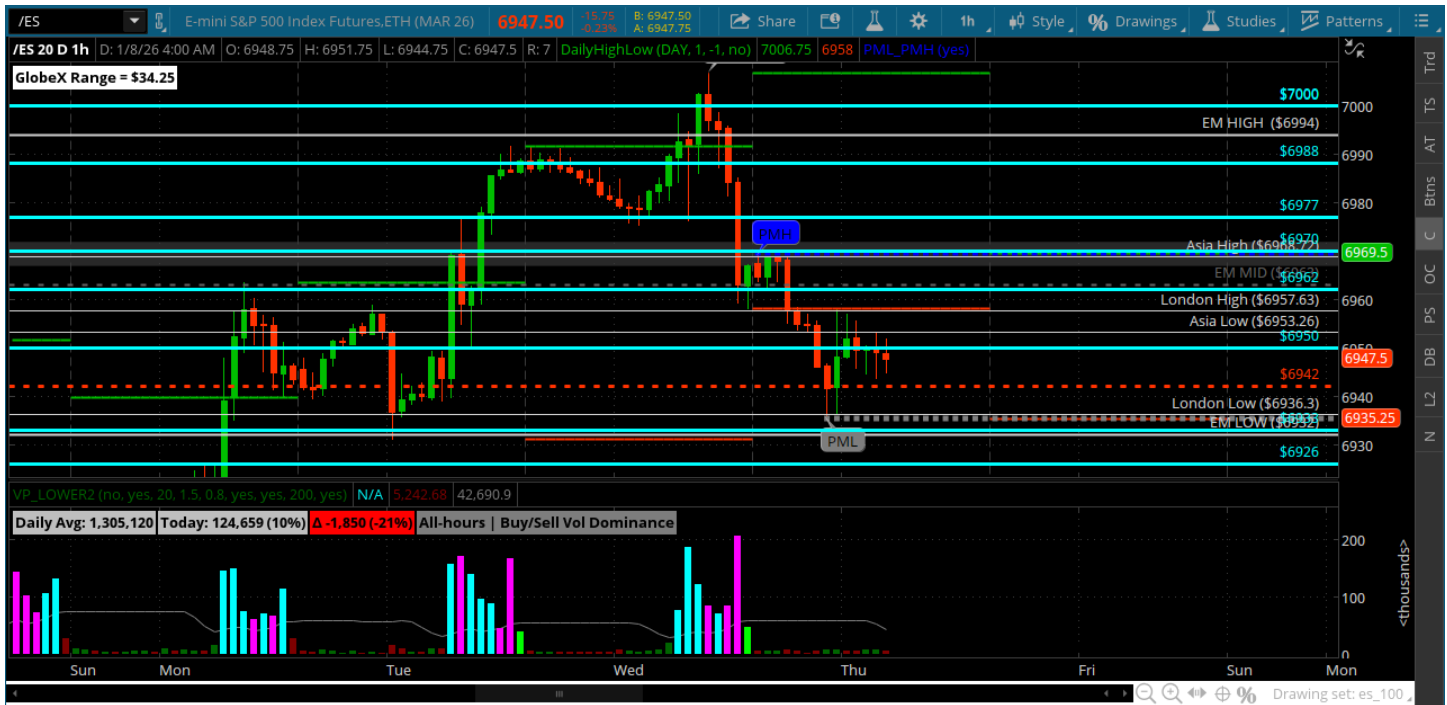 /ES E-mini S&P 500 Index Futures,ETH (MAR 26) 6947.50 -15.75 -0.23% B: 6947.50 A: 6947.75 Share 1h Style Drawings Studies Patterns
/ES 20 D 1h D: 1/8/26 4:00 AM O: 6948.75 H: 6951.75 L: 6944.75 C: 6947.5 R: 7 DailyHighLow (DAY, 1, -1, no) 7006.75 6958 PML_PMH (yes)
GlobeX Range = $34.25
$7000
7000
EM HIGH ($6994)
$6988
6990
$6977
6980
PMH
$6970
Asia High ($6968.72)
6969.5
EM MID
$6962
London High ($6957.63)
6960
Asia Low ($6953.26)
$6950
6950
6947.5
$6942
London Low ($6936.3)
6940
6935.25
EM LOW ($6932)
PML
6930
$6926
VP_LOWER2 (no, yes, 20, 1.5, 0.8, yes, yes, 200, yes) N/A 5,242.68 42,690.9
Daily Avg: 1,305,120 Today: 124,659 (10%) Δ -1,850 (-21%) All-hours | Buy/Sell Vol Dominance
200
100
0
<thousands>
Sun Mon Tue Wed Thu Fri Sun Mon
Drawing set: es_100
Trd
TS
AT
Btns
C
OC
PS
DB
L2
N